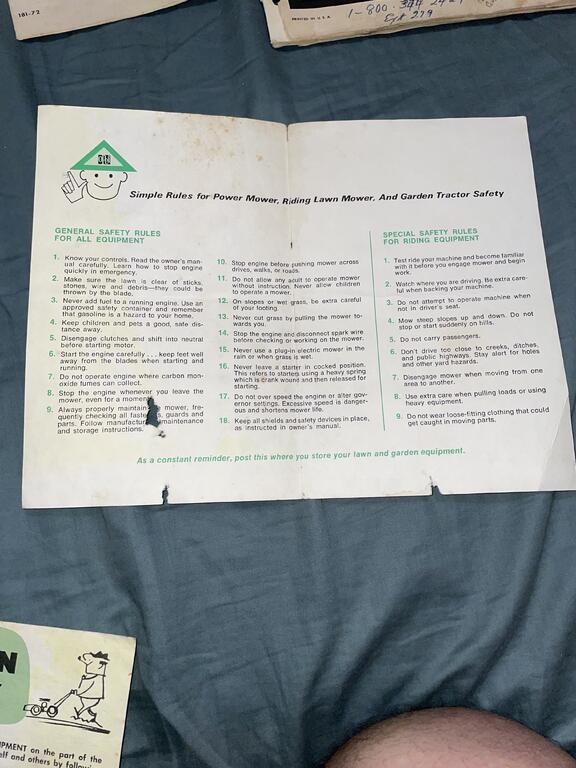 181-72
PRINTED IN U.S.A.
1-800-344-242
Ext 279
Simple Rules for Power Mower, Riding Lawn Mower, And Garden Tractor Safety
GENERAL SAFETY RULES
FOR ALL EQUIPMENT
1. Know your controls. Read the owner's man-
ual carefully. Learn how to stop engine
quickly in emergency.
2. Make sure the lawn is clear of sticks,
stones, wire and debris—they could be
thrown by the blade.
3. Never add fuel to a running engine. Use an
approved safety container and remember
that gasoline is a hazard to your home.
4. Keep children and pets a good, safe dis-
tance away.
5. Disengage clutches and shift into neutral
before starting motor.
6. Start the engine carefully . . . keep feet well
away from the blades when starting and
running.
7. Do not operate engine where carbon mon-
oxide fumes can collect.
8. Stop the engine whenever you leave the
mower, even for a mome
9. Always properly maintain mower, fre-
quently checking all faste s, guards and
parts. Follow manufactur maintenance
and storage instructions.
10. Stop engine before pushing mower across
drives, walks, or roads.
11. Do not allow any adult to operate mower
without instruction. Never allow children
to operate a mower.
12. On slopes or wet grass, be extra careful
of your footing.
13. Never cut grass by pulling the mower to-
wards you.
14. Stop the engine and disconnect spark wire
before checking or working on the mower.
15. Never use a plug-in electric mower in the
rain or when grass is wet.
16. Never leave a starter in cocked position.
This refers to starters using a heavy spring
which is crank wound and then released for
starting.
17. Do not over speed the engine or alter gov-
ernor settings. Excessive speed is danger-
ous and shortens mower life.
18. Keep all shields and safety devices in place,
as instructed in owner's manual.
SPECIAL SAFETY RULES
FOR RIDING EQUIPMENT
1. Test ride your machine and become familiar
with it before you engage mower and begin
work.
2. Watch where you are driving. Be extra care-
ful when backing your machine.
3. Do not attempt to operate machine when
not in driver's seat.
4. Mow steep slopes up and down. Do not
stop or start suddenly on hills.
5. Do not carry passengers.
6. Don't drive too close to creeks, ditches,
and public highways. Stay alert for holes
and other yard hazards.
7. Disengage mower when moving from one
area to another.
8. Use extra care when pulling loads or using
heavy equipment.
9. Do not wear loose-fitting clothing that could
get caught in moving parts.
As a constant reminder, post this where you store your lawn and garden equipment.
N
IPMENT on the part of the
elf and others by follow